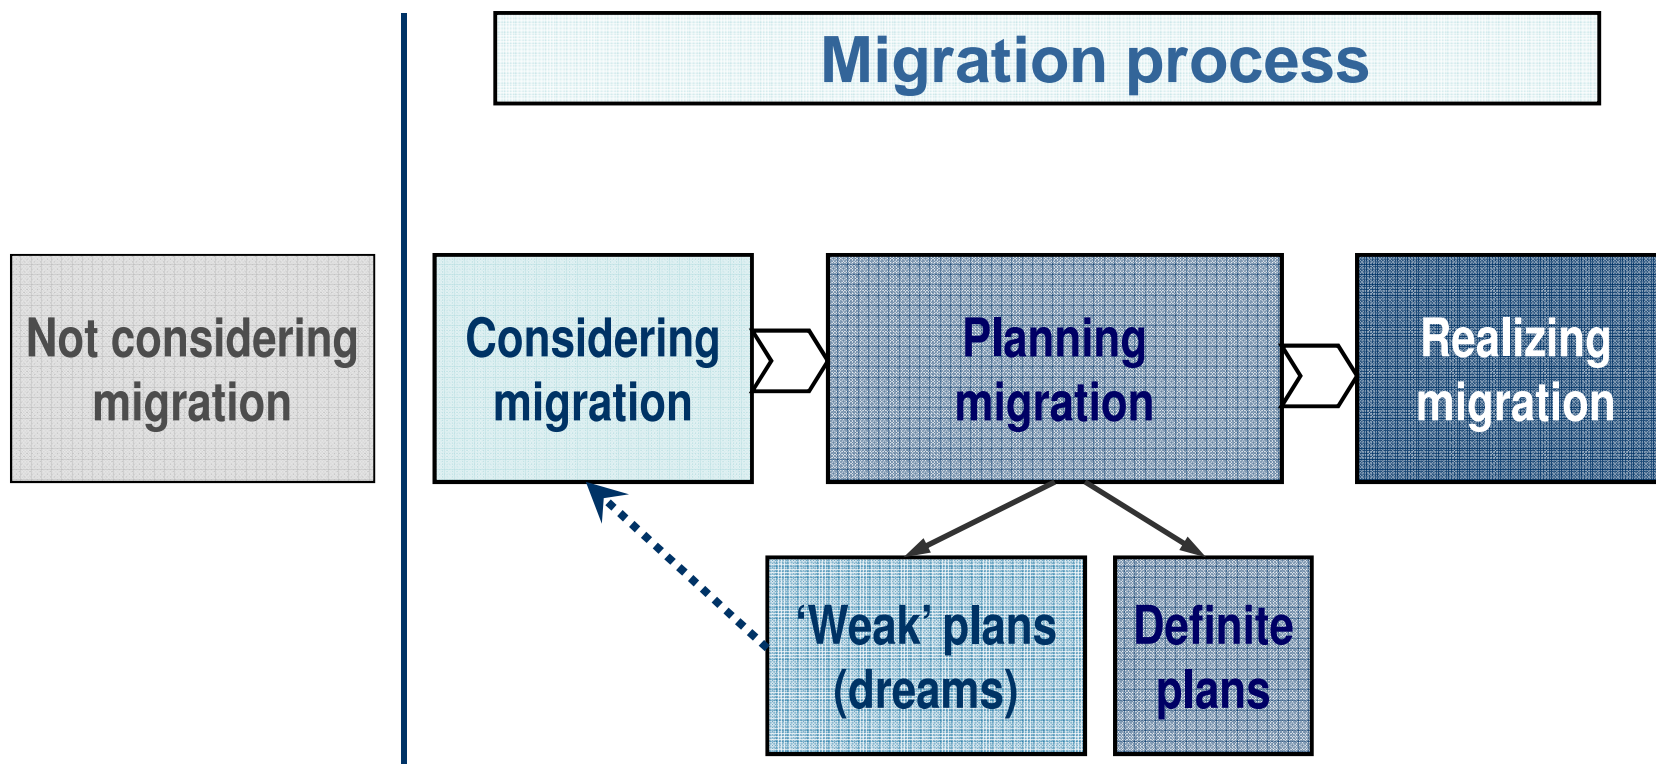 Migration process
Not considering
migration
Considering
migration
Planning
migration
Realizing
migration
‘Weak’ plans
(dreams)
Definite
plans